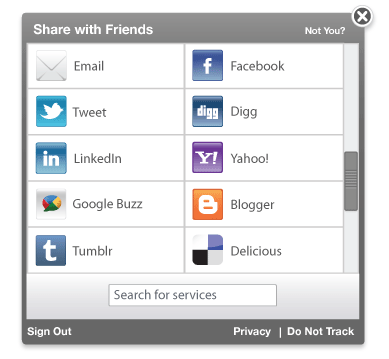 Share with Friends Not You?
Email f Facebook
Tweet digg Digg
in LinkedIn Y! Yahoo!
Google Buzz Blogger
t Tumblr Delicious
Search for services
Sign Out Privacy | Do Not Track